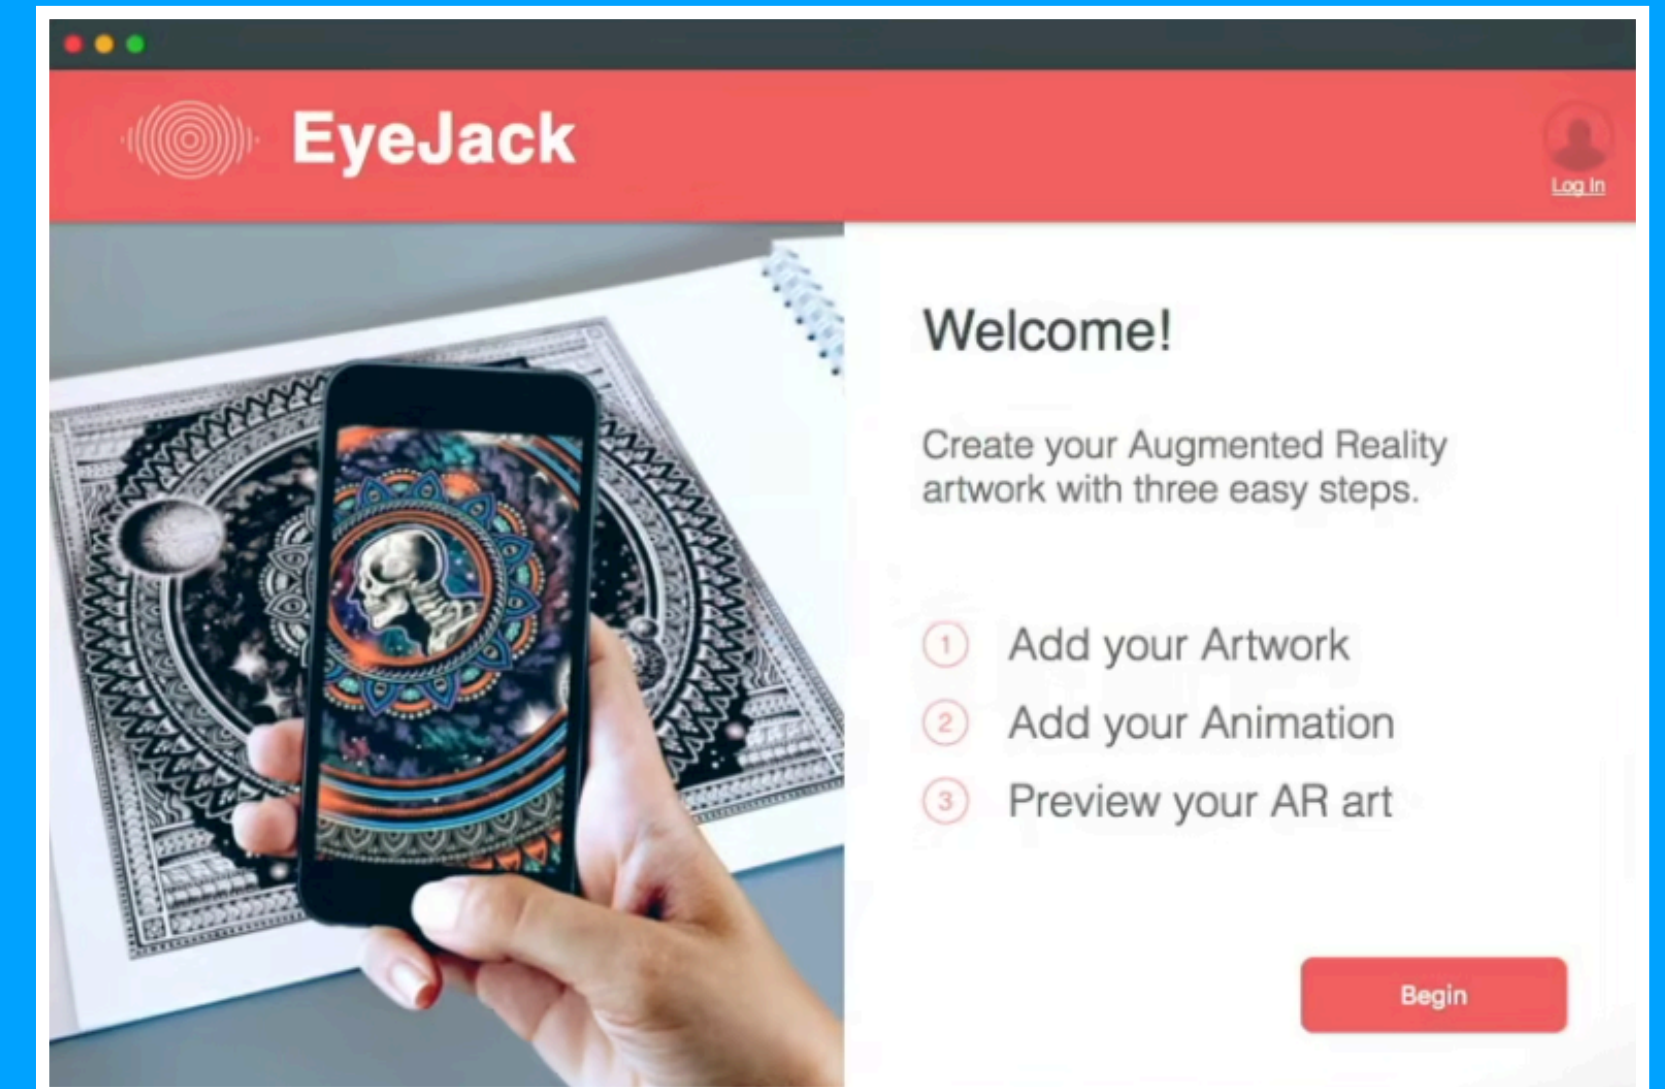 EyeJack
Log In
Welcome!
Create your Augmented Reality
artwork with three easy steps.
1 Add your Artwork
2 Add your Animation
3 Preview your AR art
Begin